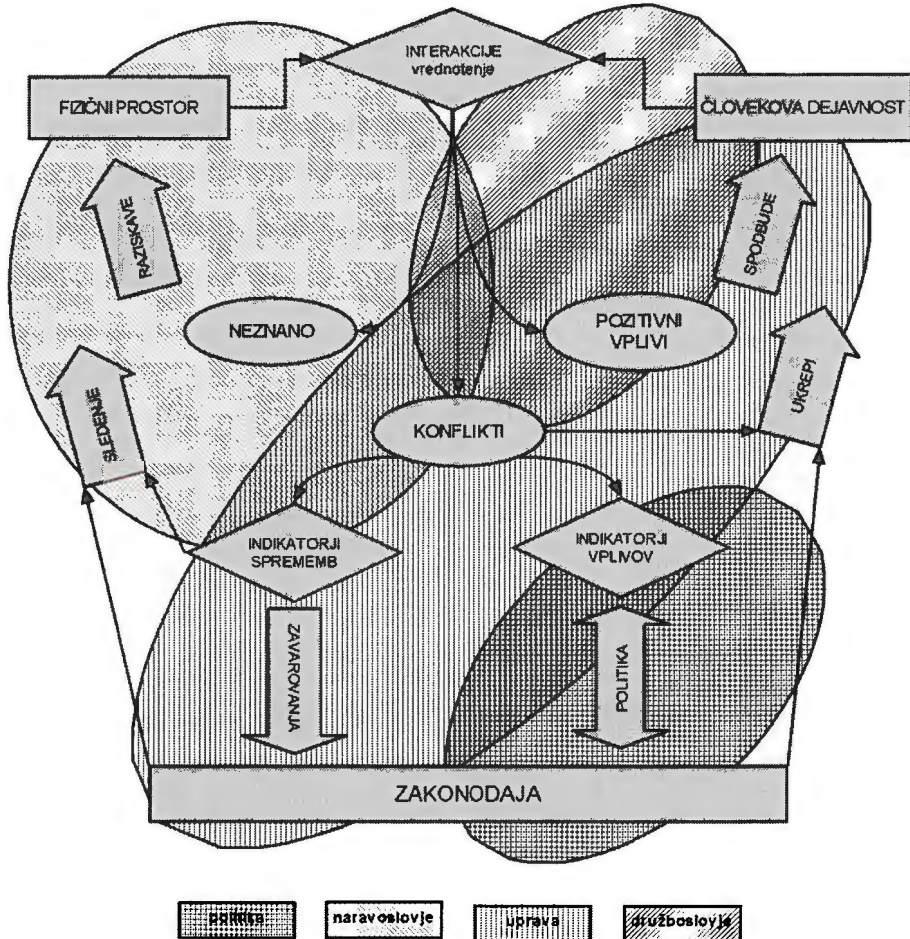 INTERAKCIJE
vrednotenje
FIZIČNI PROSTOR
ČLOVEKOVA DEJAVNOST
RAZISKAVE
SPODBUDE
NEZNANO
POZITIVNI
VPLIVI
SLEDENJE
UKREPI
KONFLIKTI
INDIKATORJI
SPREMEMB
INDIKATORJI
VPLIVOV
ZAVAROVANJA
POLITIKA
ZAKONODAJA
politika
naravoslovje
uprava
družboslovje